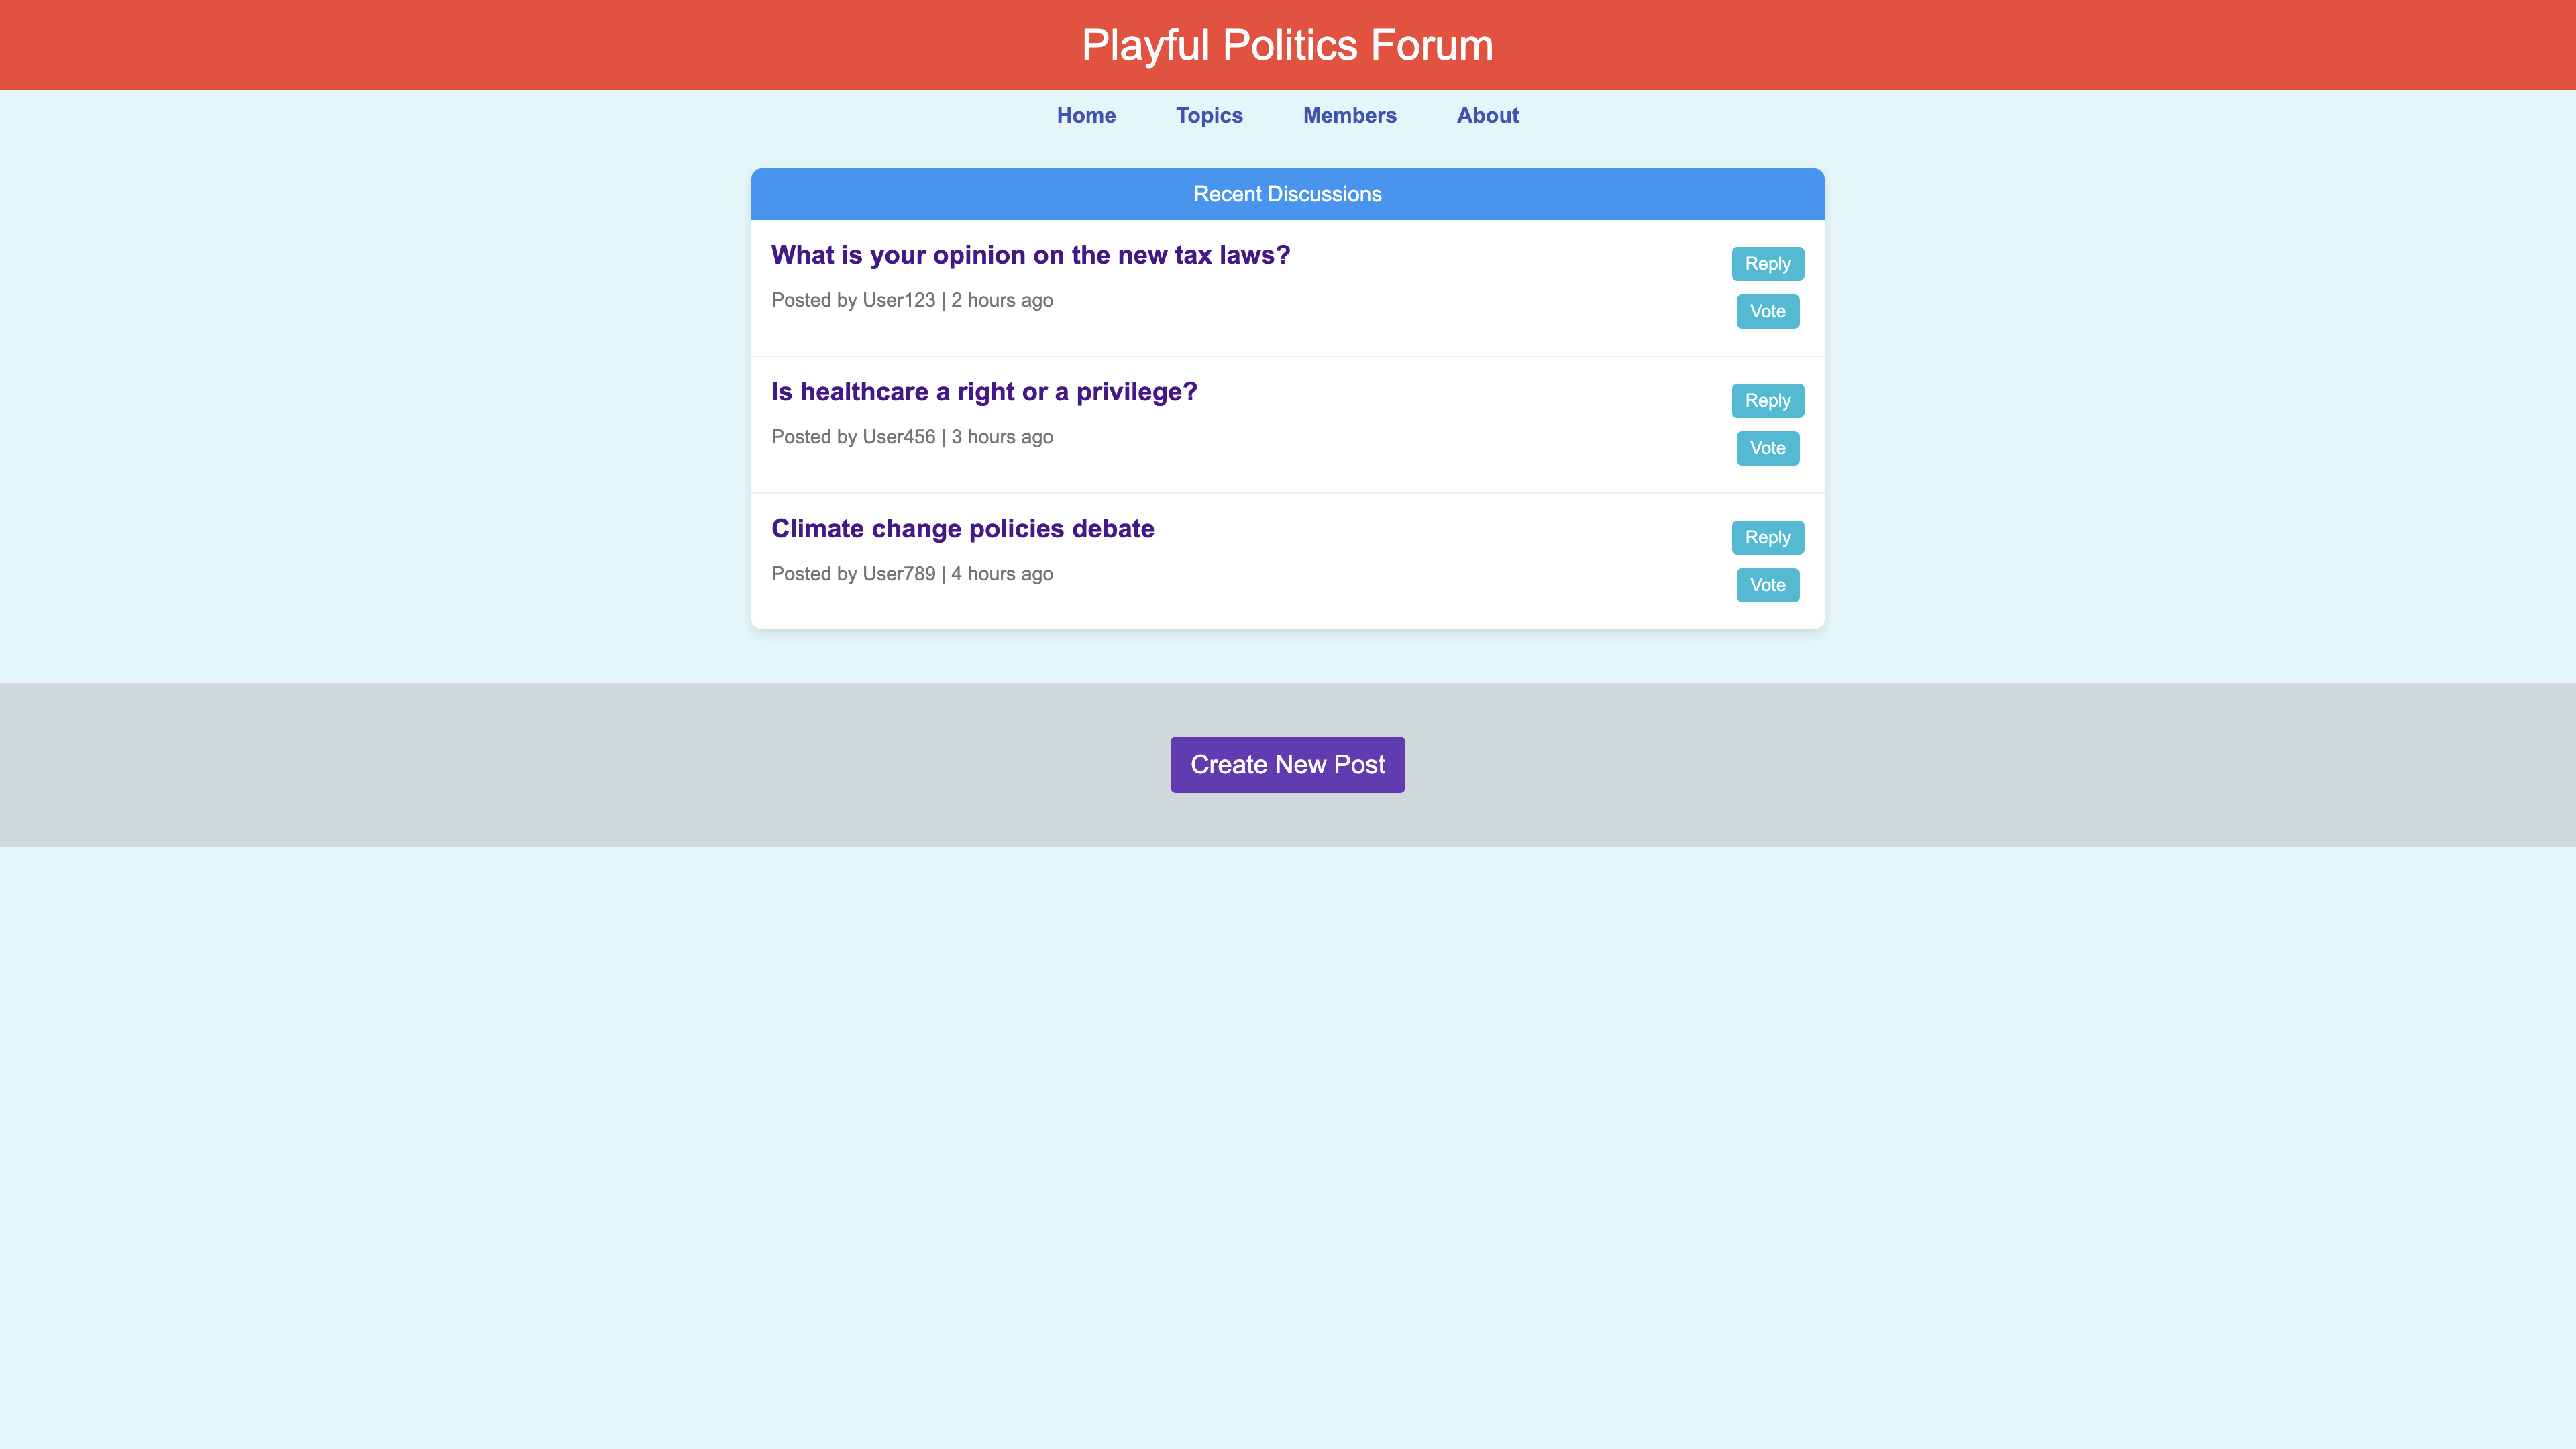 Playful Politics Forum
Home Topics Members About
Recent Discussions
What is your opinion on the new tax laws?
Posted by User123 | 2 hours ago
Reply
Vote
Is healthcare a right or a privilege?
Posted by User456 | 3 hours ago
Reply
Vote
Climate change policies debate
Posted by User789 | 4 hours ago
Reply
Vote
Create New Post